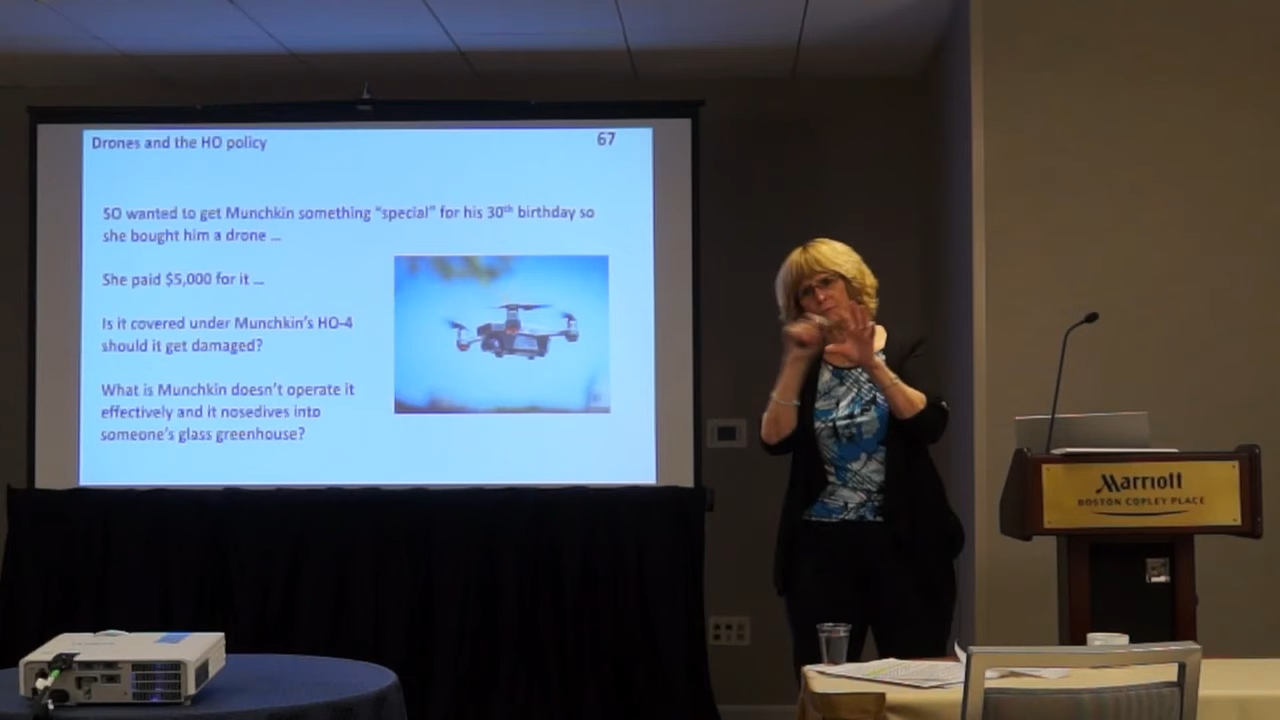 Drones and the HO policy
67
SO wanted to get Munchkin something “special” for his 30th birthday so
she bought him a drone ...
She paid $5,000 for it ...
Is it covered under Munchkin’s HO-4
should it get damaged?
What is Munchkin doesn’t operate it
effectively and it nosedives into
someone’s glass greenhouse?
Marriott
BOSTON COPLEY PLACE